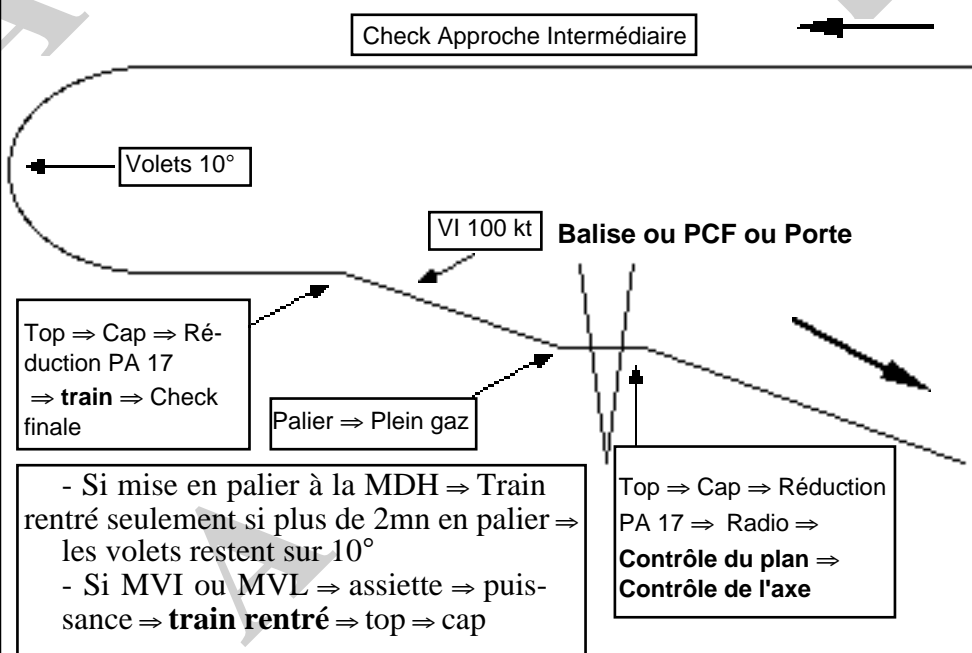 Check Approche Intermédiaire
Volets 10°
VI 100 kt
Balise ou PCF ou Porte
Top ⇒ Cap ⇒ Ré-
duction PA 17
⇒ train ⇒ Check
finale
Palier ⇒ Plein gaz
Top ⇒ Cap ⇒ Réduction
PA 17 ⇒ Radio ⇒
Contrôle du plan ⇒
Contrôle de l'axe
- Si mise en palier à la MDH ⇒ Train
rentré seulement si plus de 2mn en palier ⇒
les volets restent sur 10°
- Si MVI ou MVL ⇒ assiette ⇒ puis-
sance ⇒ train rentré ⇒ top ⇒ cap